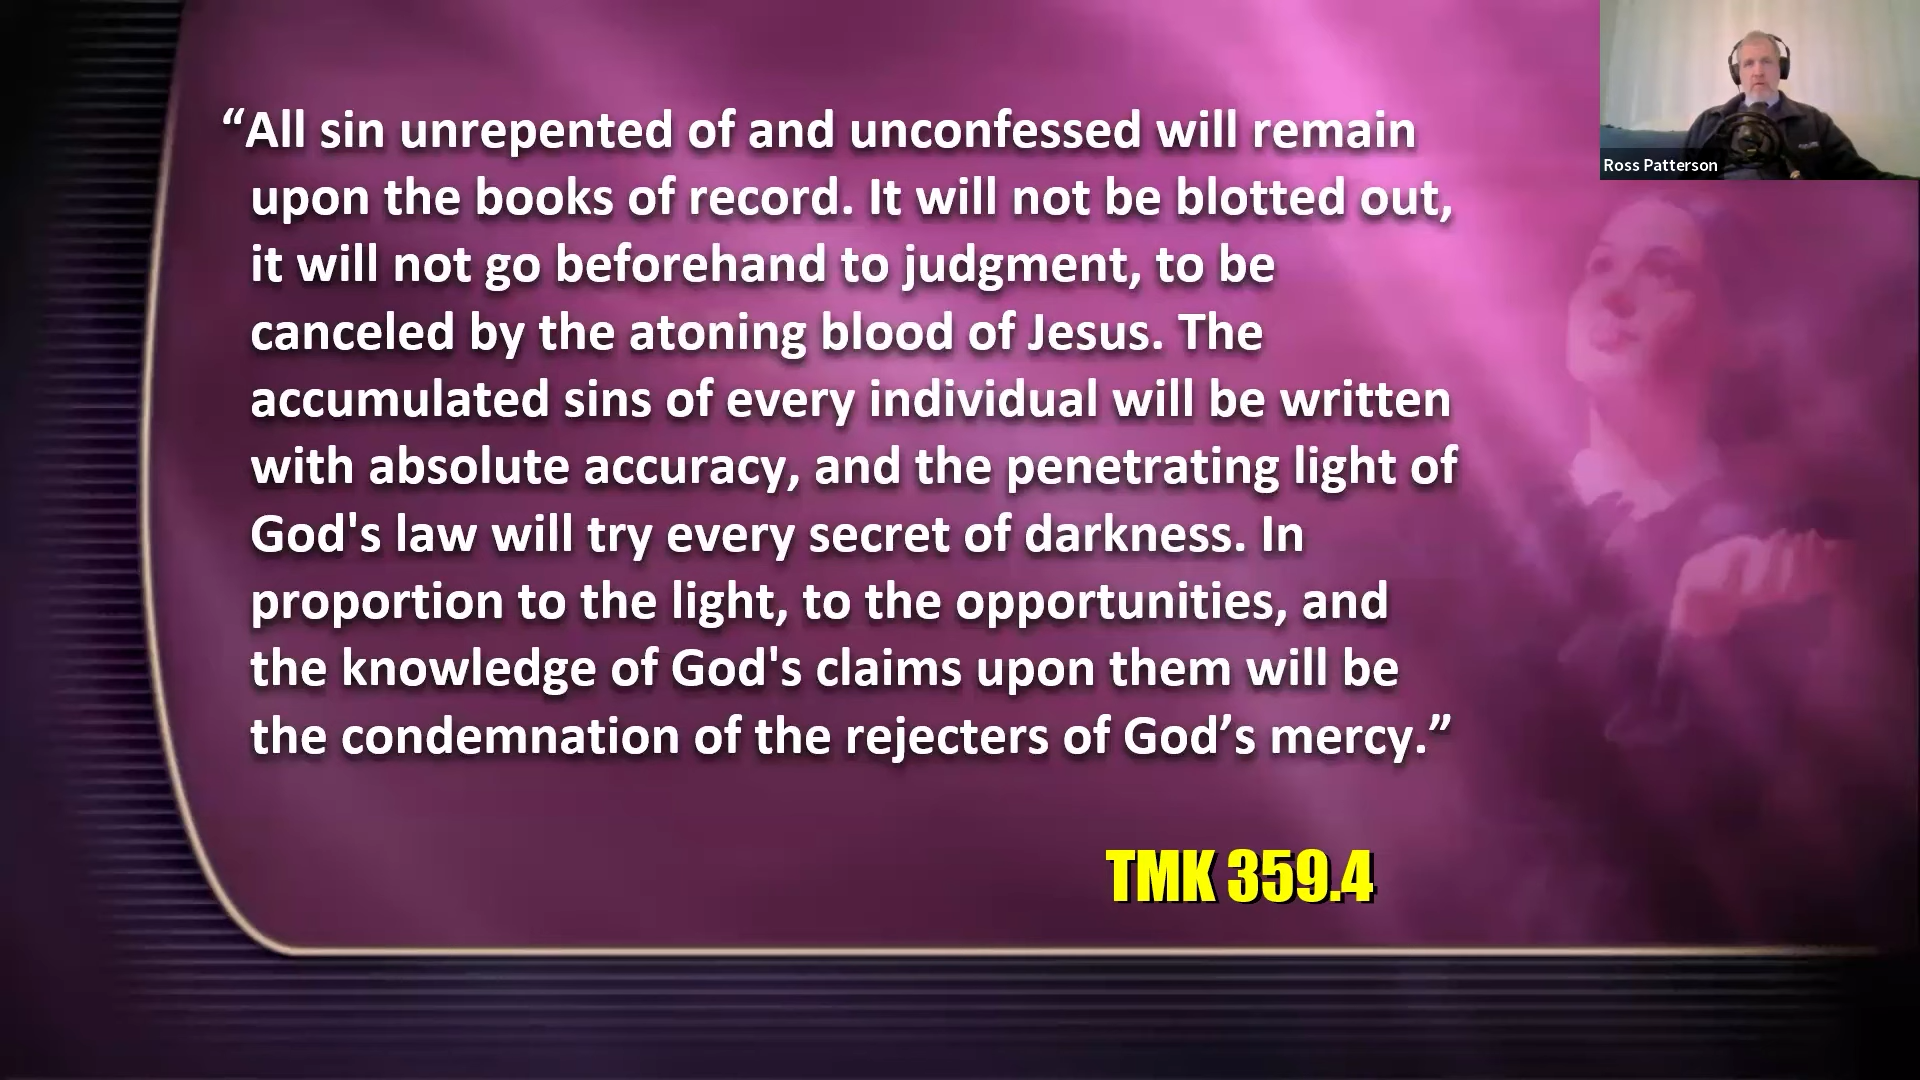 “All sin unrepented of and unconfessed will remain
upon the books of record. It will not be blotted out,
it will not go beforehand to judgment, to be
canceled by the atoning blood of Jesus. The
accumulated sins of every individual will be written
with absolute accuracy, and the penetrating light of
God's law will try every secret of darkness. In
proportion to the light, to the opportunities, and
the knowledge of God's claims upon them will be
the condemnation of the rejecters of God’s mercy.”
TMK 359.4
Ross Patterson